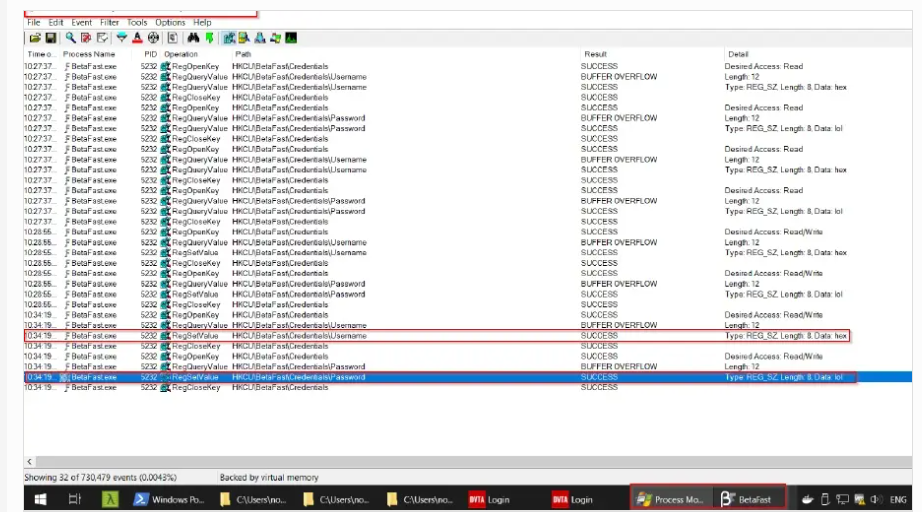 File Edit Event Filter Tools Options Help
Time o... Process Name PID Operation Path Result Detail
10:27:37... BetaFast.exe 5232 RegOpenKey HKCU\BetaFast\Credentials SUCCESS Desired Access: Read
10:27:37... BetaFast.exe 5232 RegQueryValue HKCU\BetaFast\Credentials\Username BUFFER OVERFLOW Length: 12
10:27:37... BetaFast.exe 5232 RegQueryValue HKCU\BetaFast\Credentials\Username SUCCESS Type: REG_SZ, Length: 8, Data: hex
10:27:37... BetaFast.exe 5232 RegCloseKey HKCU\BetaFast\Credentials SUCCESS
10:27:37... BetaFast.exe 5232 RegOpenKey HKCU\BetaFast\Credentials SUCCESS Desired Access: Read
10:27:37... BetaFast.exe 5232 RegQueryValue HKCU\BetaFast\Credentials\Password BUFFER OVERFLOW Length: 12
10:27:37... BetaFast.exe 5232 RegQueryValue HKCU\BetaFast\Credentials\Password SUCCESS Type: REG_SZ, Length: 8, Data: lol
10:27:37... BetaFast.exe 5232 RegCloseKey HKCU\BetaFast\Credentials SUCCESS
10:27:37... BetaFast.exe 5232 RegOpenKey HKCU\BetaFast\Credentials SUCCESS Desired Access: Read
10:27:37... BetaFast.exe 5232 RegQueryValue HKCU\BetaFast\Credentials\Username BUFFER OVERFLOW Length: 12
10:27:37... BetaFast.exe 5232 RegQueryValue HKCU\BetaFast\Credentials\Username SUCCESS Type: REG_SZ, Length: 8, Data: hex
10:27:37... BetaFast.exe 5232 RegCloseKey HKCU\BetaFast\Credentials SUCCESS
10:27:37... BetaFast.exe 5232 RegOpenKey HKCU\BetaFast\Credentials SUCCESS Desired Access: Read
10:27:37... BetaFast.exe 5232 RegQueryValue HKCU\BetaFast\Credentials\Password BUFFER OVERFLOW Length: 12
10:27:37... BetaFast.exe 5232 RegQueryValue HKCU\BetaFast\Credentials\Password SUCCESS Type: REG_SZ, Length: 8, Data: lol
10:27:37... BetaFast.exe 5232 RegCloseKey HKCU\BetaFast\Credentials SUCCESS
10:28:55... BetaFast.exe 5232 RegOpenKey HKCU\BetaFast\Credentials SUCCESS Desired Access: Read/Write
10:28:55... BetaFast.exe 5232 RegQueryValue HKCU\BetaFast\Credentials\Username BUFFER OVERFLOW Length: 12
10:28:55... BetaFast.exe 5232 RegSetValue HKCU\BetaFast\Credentials\Username SUCCESS Type: REG_SZ, Length: 8, Data: hex
10:28:55... BetaFast.exe 5232 RegCloseKey HKCU\BetaFast\Credentials SUCCESS
10:28:55... BetaFast.exe 5232 RegOpenKey HKCU\BetaFast\Credentials SUCCESS Desired Access: Read/Write
10:28:55... BetaFast.exe 5232 RegQueryValue HKCU\BetaFast\Credentials\Password BUFFER OVERFLOW Length: 12
10:28:55... BetaFast.exe 5232 RegSetValue HKCU\BetaFast\Credentials\Password SUCCESS Type: REG_SZ, Length: 8, Data: lol
10:28:55... BetaFast.exe 5232 RegCloseKey HKCU\BetaFast\Credentials SUCCESS
10:34:19... BetaFast.exe 5232 RegOpenKey HKCU\BetaFast\Credentials SUCCESS Desired Access: Read/Write
10:34:19... BetaFast.exe 5232 RegQueryValue HKCU\BetaFast\Credentials\Username BUFFER OVERFLOW Length: 12
10:34:19... BetaFast.exe 5232 RegSetValue HKCU\BetaFast\Credentials\Username SUCCESS Type: REG_SZ, Length: 8, Data: hex
10:34:19... BetaFast.exe 5232 RegCloseKey HKCU\BetaFast\Credentials SUCCESS
10:34:19... BetaFast.exe 5232 RegOpenKey HKCU\BetaFast\Credentials SUCCESS Desired Access: Read/Write
10:34:19... BetaFast.exe 5232 RegQueryValue HKCU\BetaFast\Credentials\Password BUFFER OVERFLOW Length: 12
10:34:19... BetaFast.exe 5232 RegSetValue HKCU\BetaFast\Credentials\Password SUCCESS Type: REG_SZ, Length: 8, Data: lol
10:34:19... BetaFast.exe 5232 RegCloseKey HKCU\BetaFast\Credentials SUCCESS
Showing 32 of 730,479 events (0.0043%) Backed by virtual memory
Windows Po... C:\Users\no... C:\Users\no... C:\Users\no... DVTA Login DVTA Login Process Mo... BetaFast ENG